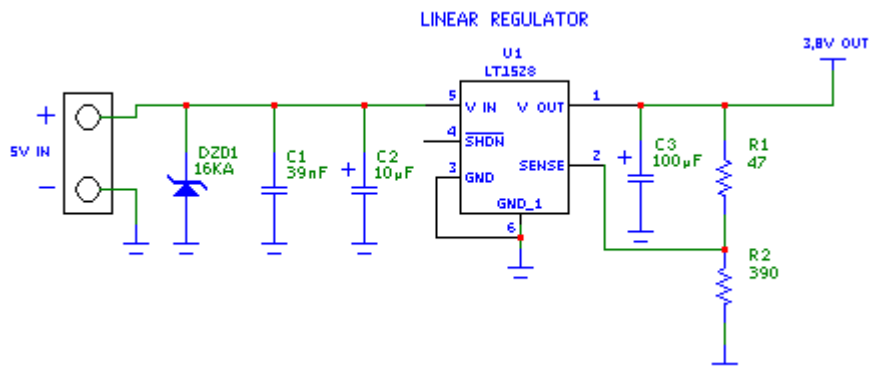 LINEAR REGULATOR
3,8V OUT
U1
LT1528
5
V IN
V OUT
1
+
5V IN
-
DZD1
16KA
C1
39nF
+
C2
10µF
4
SHDN
3
GND
SENSE
2
GND_1
6
+
C3
100µF
R1
47
R2
390